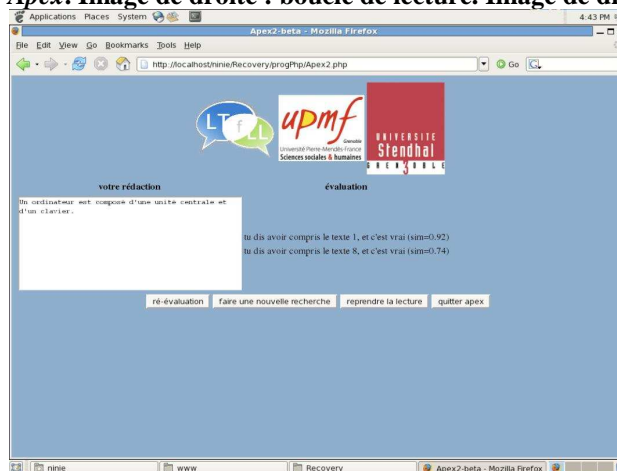 Apex. Image de droite : boucle de lecture. Image de di
Applications Places System 4:43 PM
Apex2-beta - Mozilla Firefox
File Edit View Go Bookmarks Tools Help
http://localhost/ninie/Recovery/progPhp/Apex2.php Go
LTfLL
upmf
Grenoble
Université Pierre-Mendès-France
Sciences sociales & humaines
UNIVERSITE
Stendhal
GRENOBLE
votre rédaction évaluation
Un ordinateur est composé d'une unité centrale et
d'un clavier.
tu dis avoir compris le texte 1, et c'est vrai (sim=0.92)
tu dis avoir compris le texte 8, et c'est vrai (sim=0.74)
ré-évaluation faire une nouvelle recherche reprendre la lecture quitter apex
ninie www Recovery Apex2-beta - Mozilla Firefox